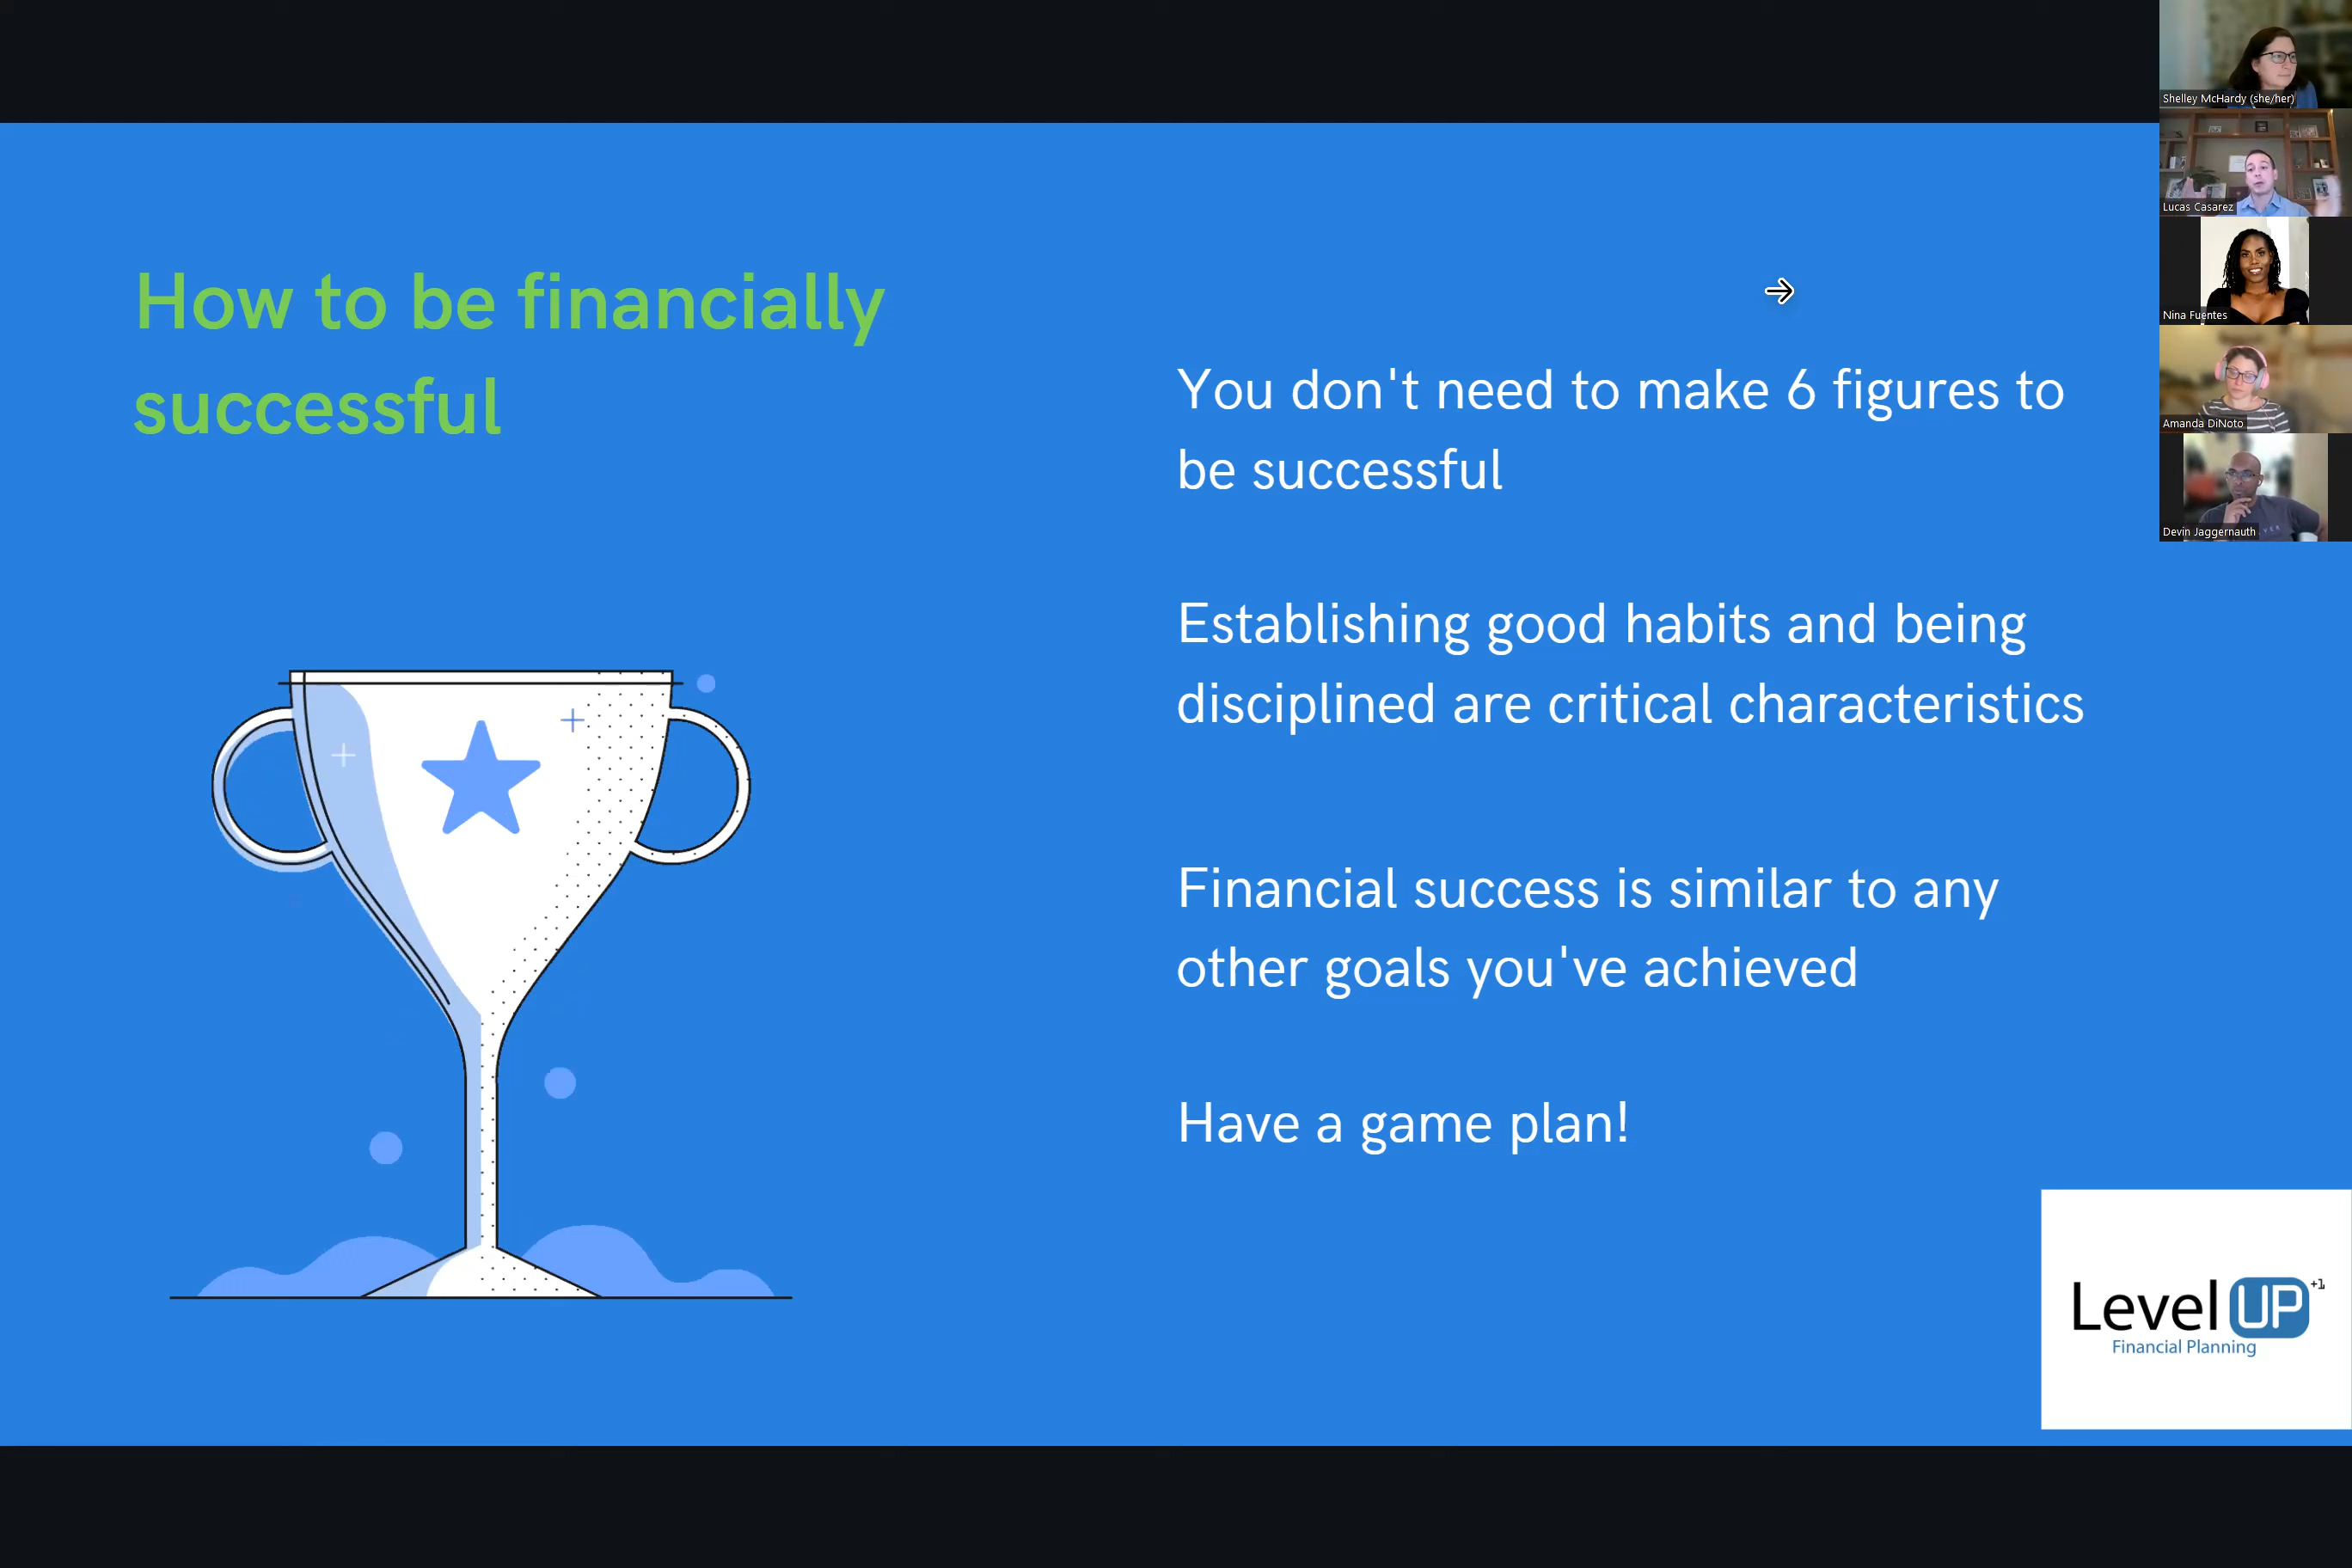 How to be financially
successful
You don't need to make 6 figures to
be successful
Establishing good habits and being
disciplined are critical characteristics
Financial success is similar to any
other goals you've achieved
Have a game plan!
Level UP +1
Financial Planning
Shelley McHardy (she/her)
Lucas Casarez
Nina Fuentes
Amanda DiNoto
Devin Jaggernauth